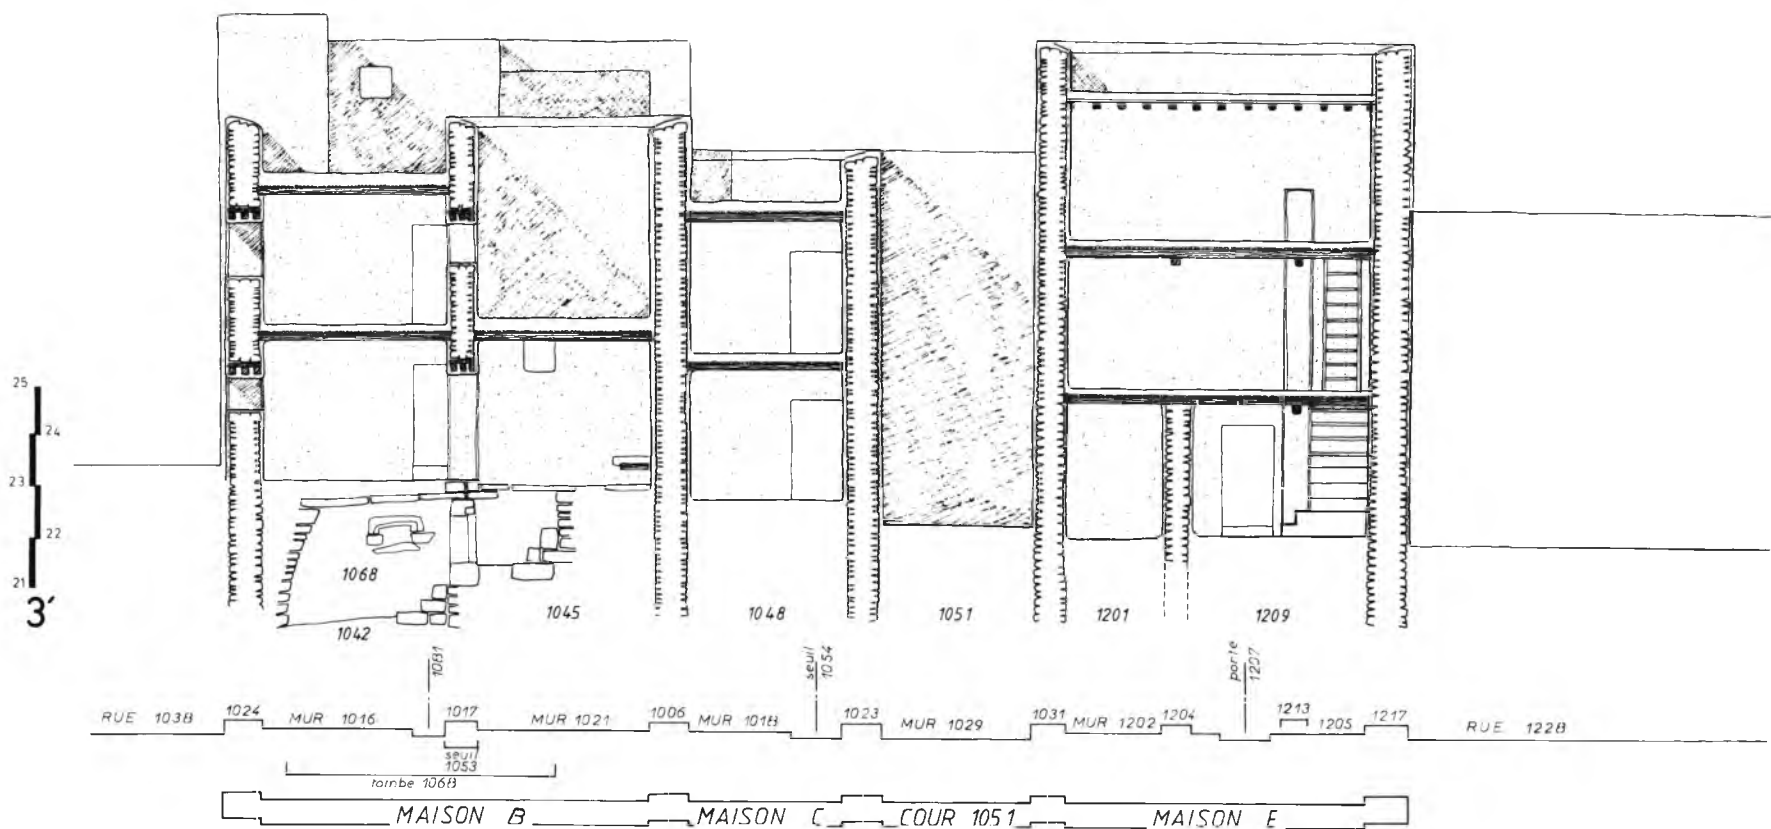 25
24
23
22
21
3'
1068
1042
1045
1048
1051
1201
1209
1081
seuil 1054
porte 1207
RUE 1038
1024
MUR 1016
1017
MUR 1021
1006
MUR 1018
1023
MUR 1029
1031
MUR 1202
1204
1213
1205
1217
RUE 1228
seuil
1053
tombe 1068
MAISON B
MAISON C
COUR 1051
MAISON E